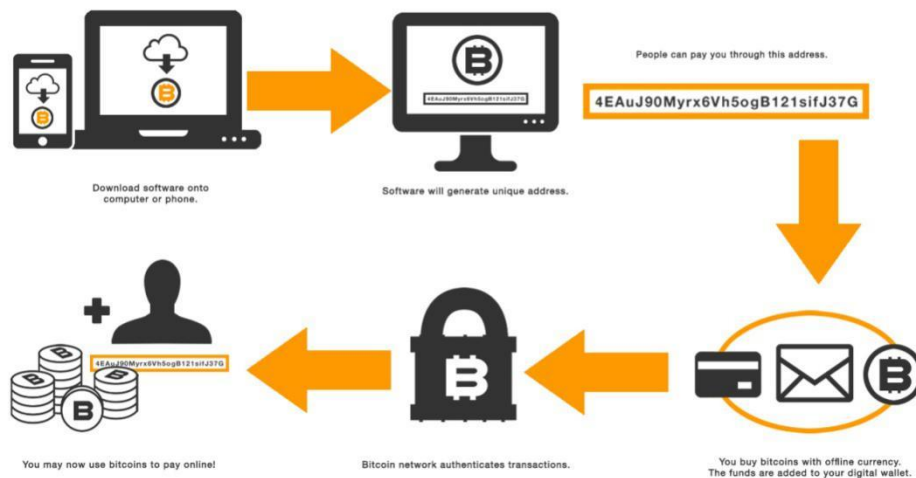 People can pay you through this address.
4EAuJ90Myrx6Vh5ogB121sifJ37G
4EAuJ90Myrx6Vh5ogB121sifJ37G
Download software onto
computer or phone.
Software will generate unique address.
4EAuJ90Myrx6Vh5ogB121sifJ37G
You may now use bitcoins to pay online!
Bitcoin network authenticates transactions.
You buy bitcoins with offline currency.
The funds are added to your digital wallet.